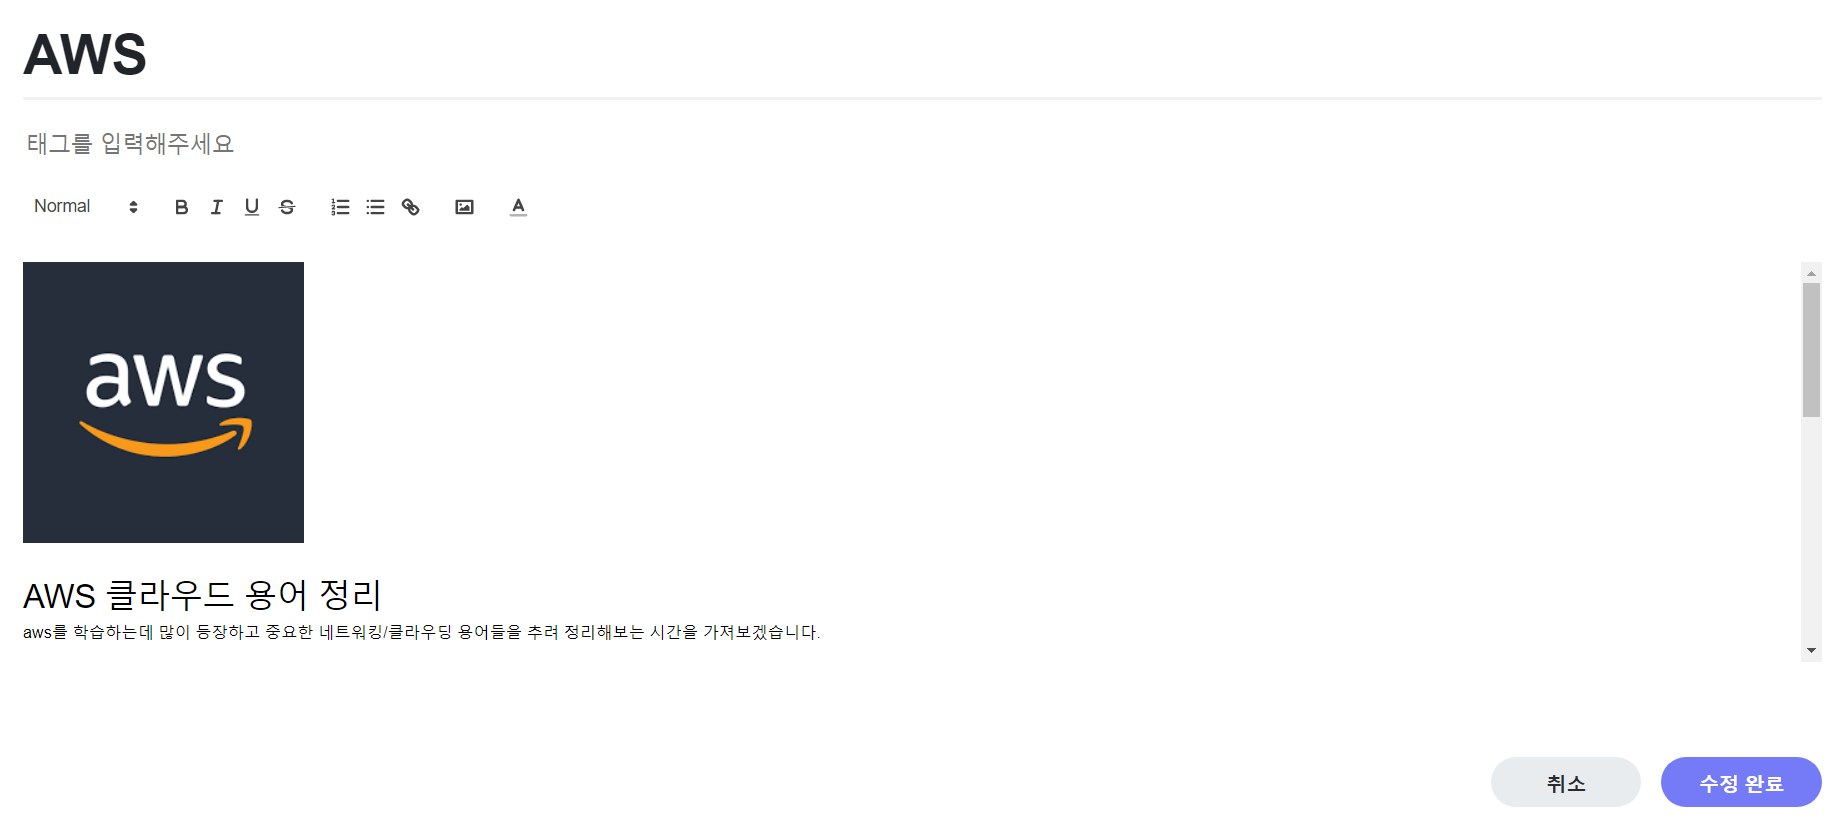 AWS
태그를 입력해주세요
Normal
aws
AWS 클라우드 용어 정리
aws를 학습하는데 많이 등장하고 중요한 네트워킹/클라우딩 용어들을 추려 정리해보는 시간을 가져보겠습니다.
취소
수정 완료